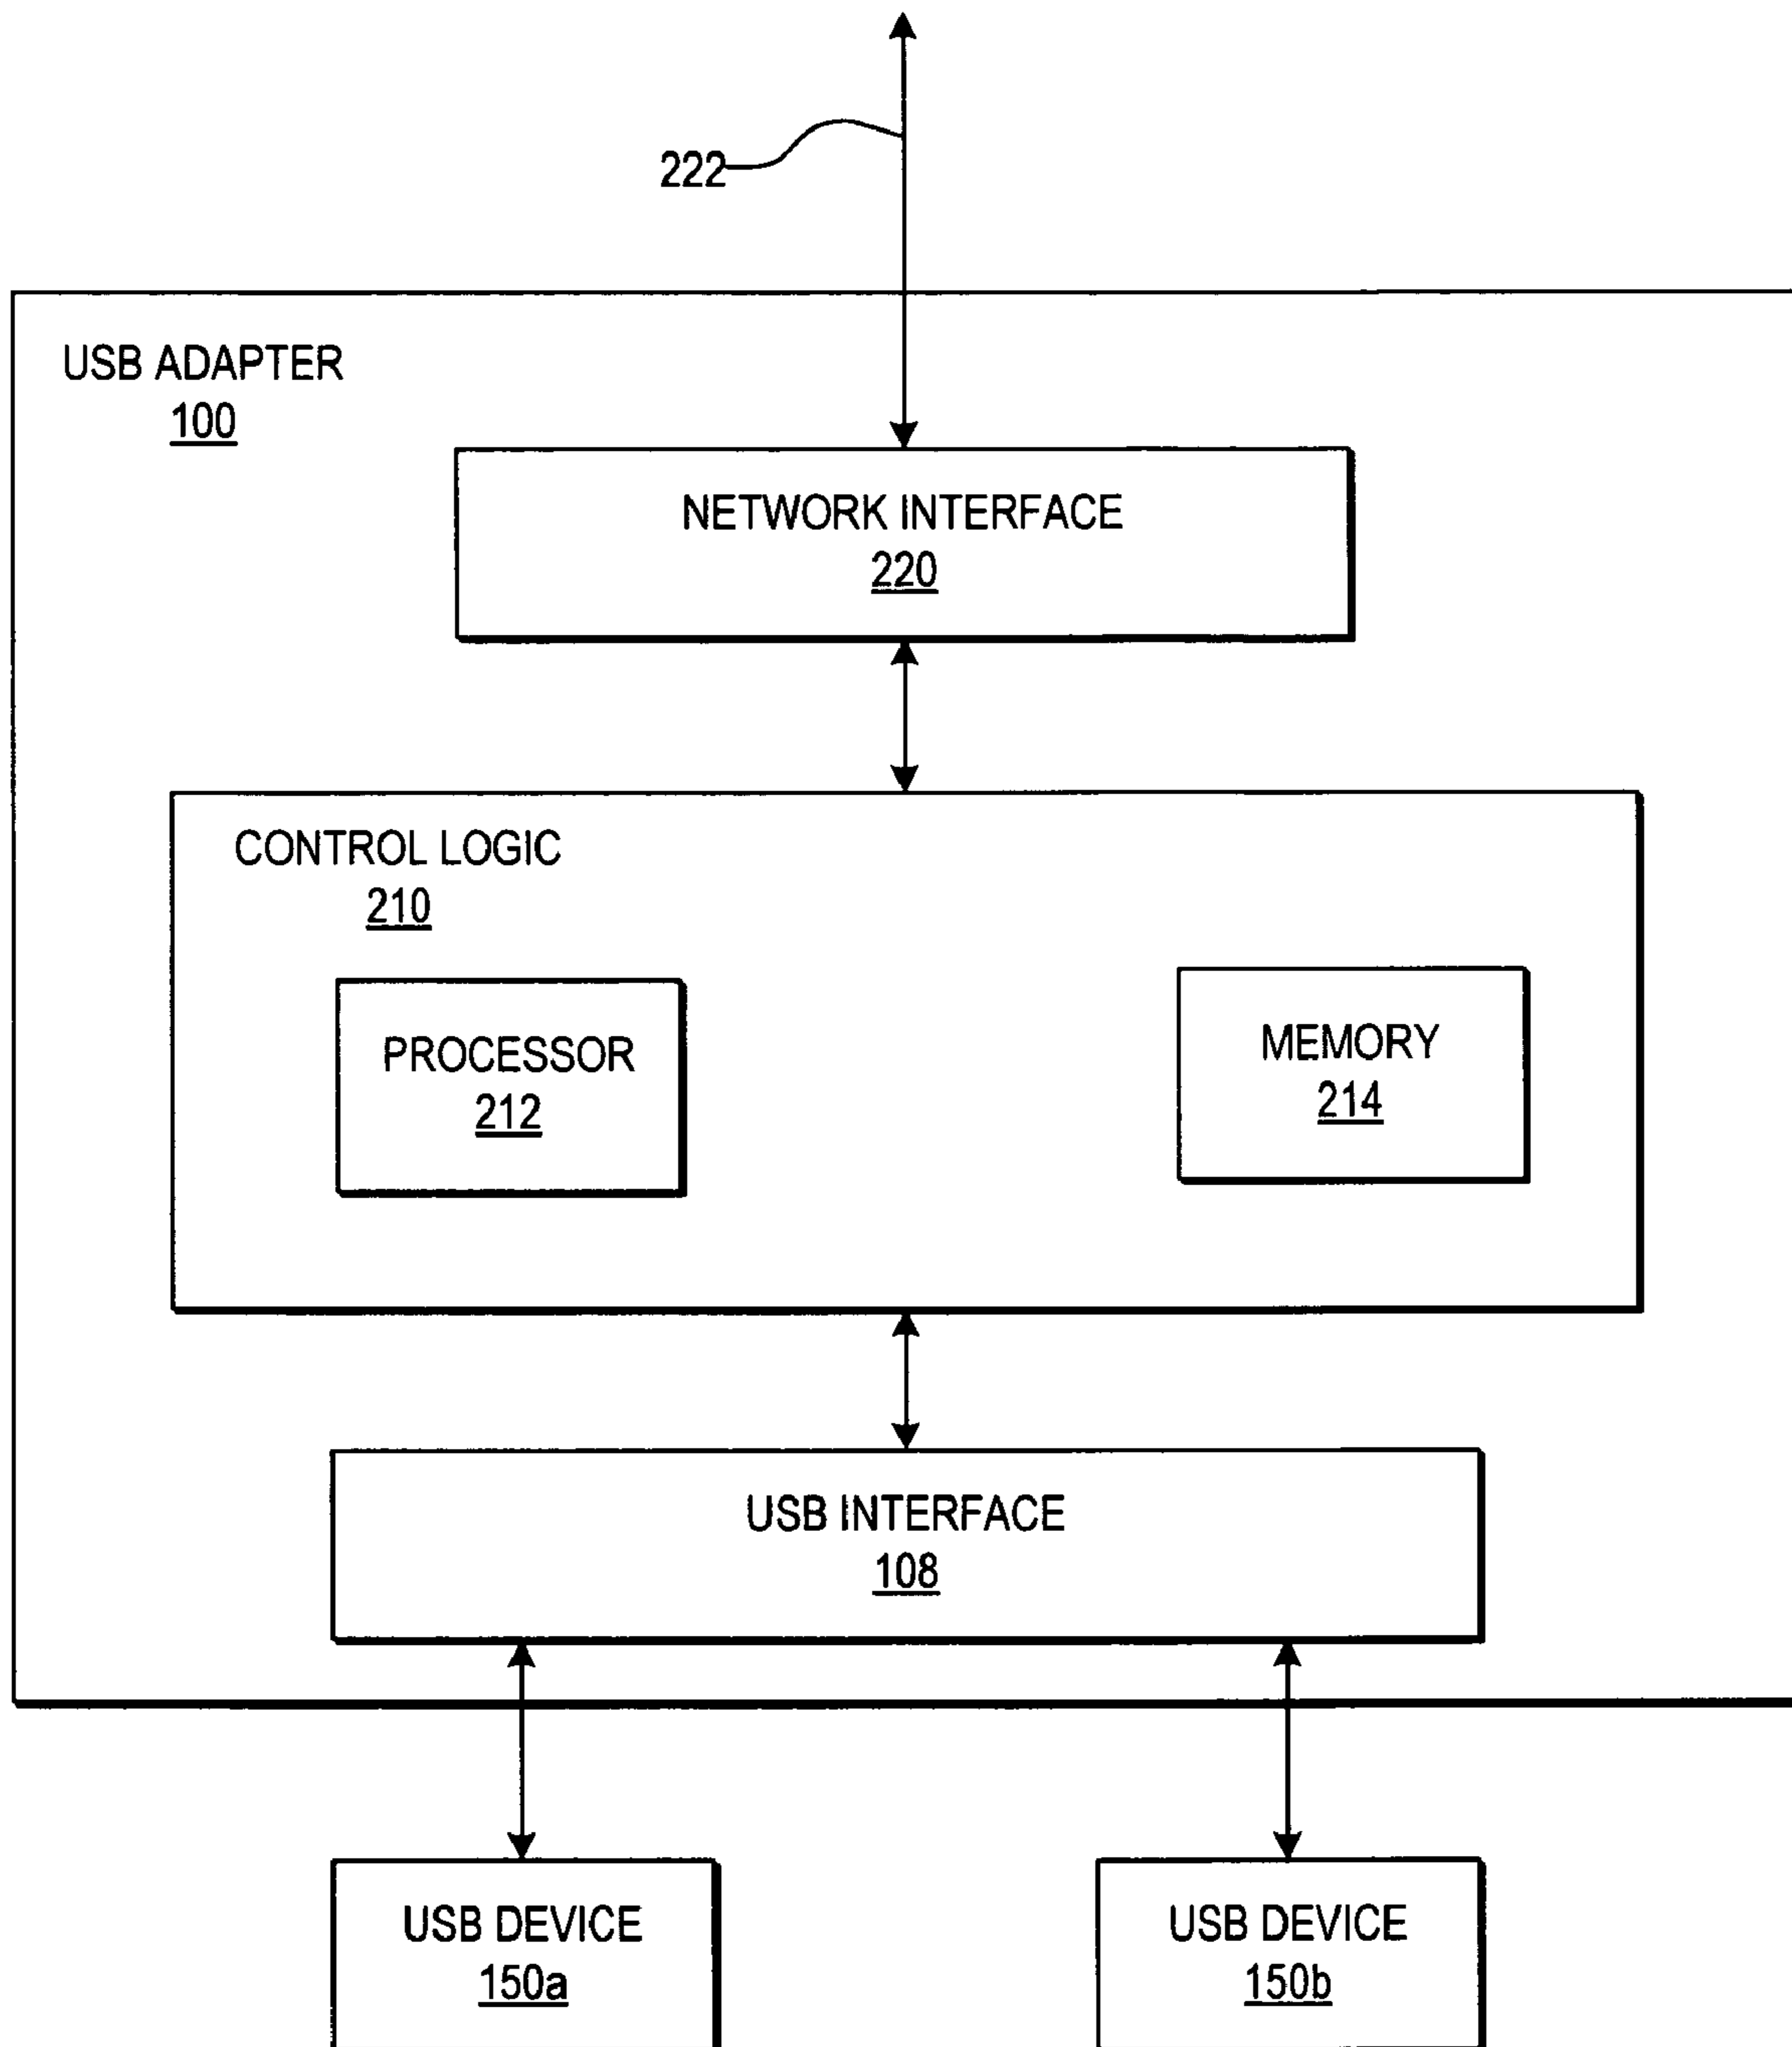 222
USB ADAPTER
100
NETWORK INTERFACE
220
CONTROL LOGIC
210
PROCESSOR
212
MEMORY
214
USB INTERFACE
108
USB DEVICE
150a
USB DEVICE
150b